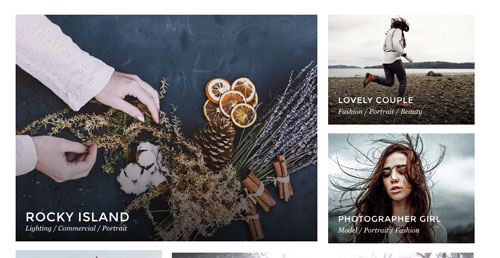 ROCKY ISLAND
Lighting / Commercial / Portrait
LOVELY COUPLE
Fashion / Portrait / Beauty
PHOTOGRAPHER GIRL
Model / Portrait / Fashion